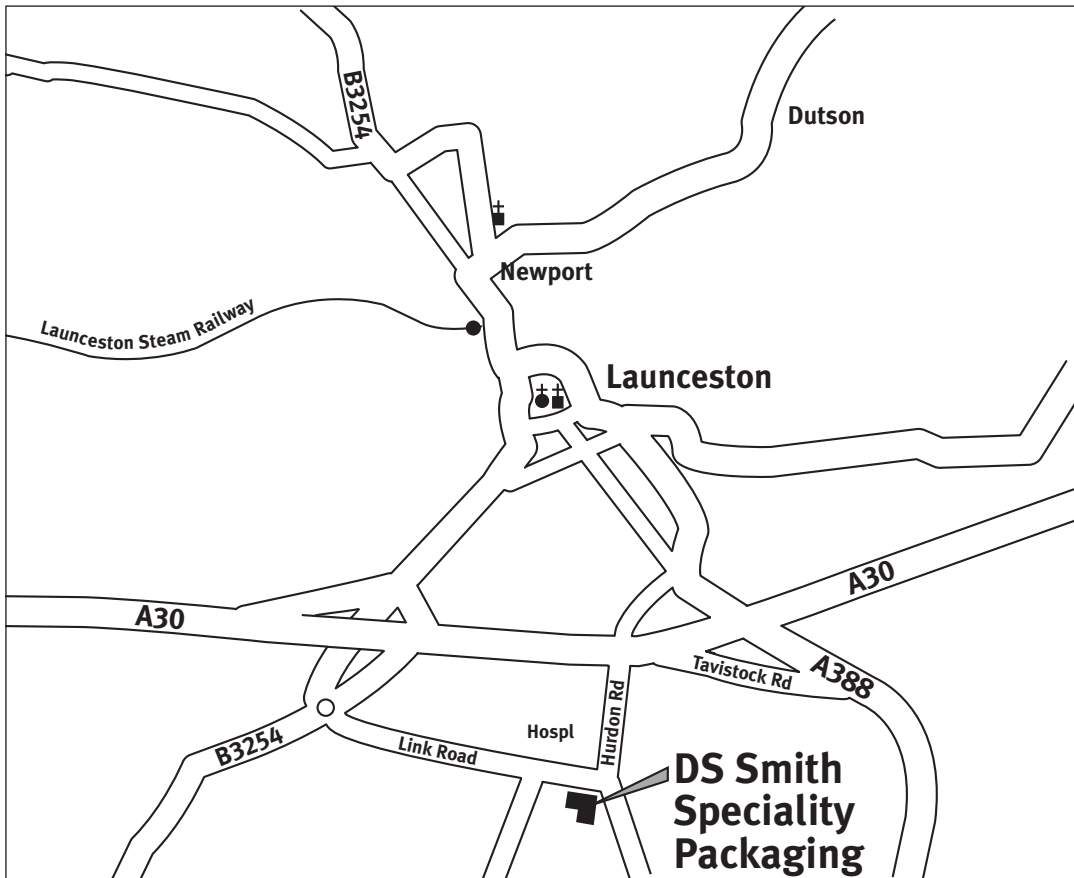 B3254
Dutson
Newport
Launceston Steam Railway
Launceston
A30
A30
Tavistock Rd
A388
Hurdon Rd
Hospl
Link Road
B3254
DS Smith
Speciality
Packaging